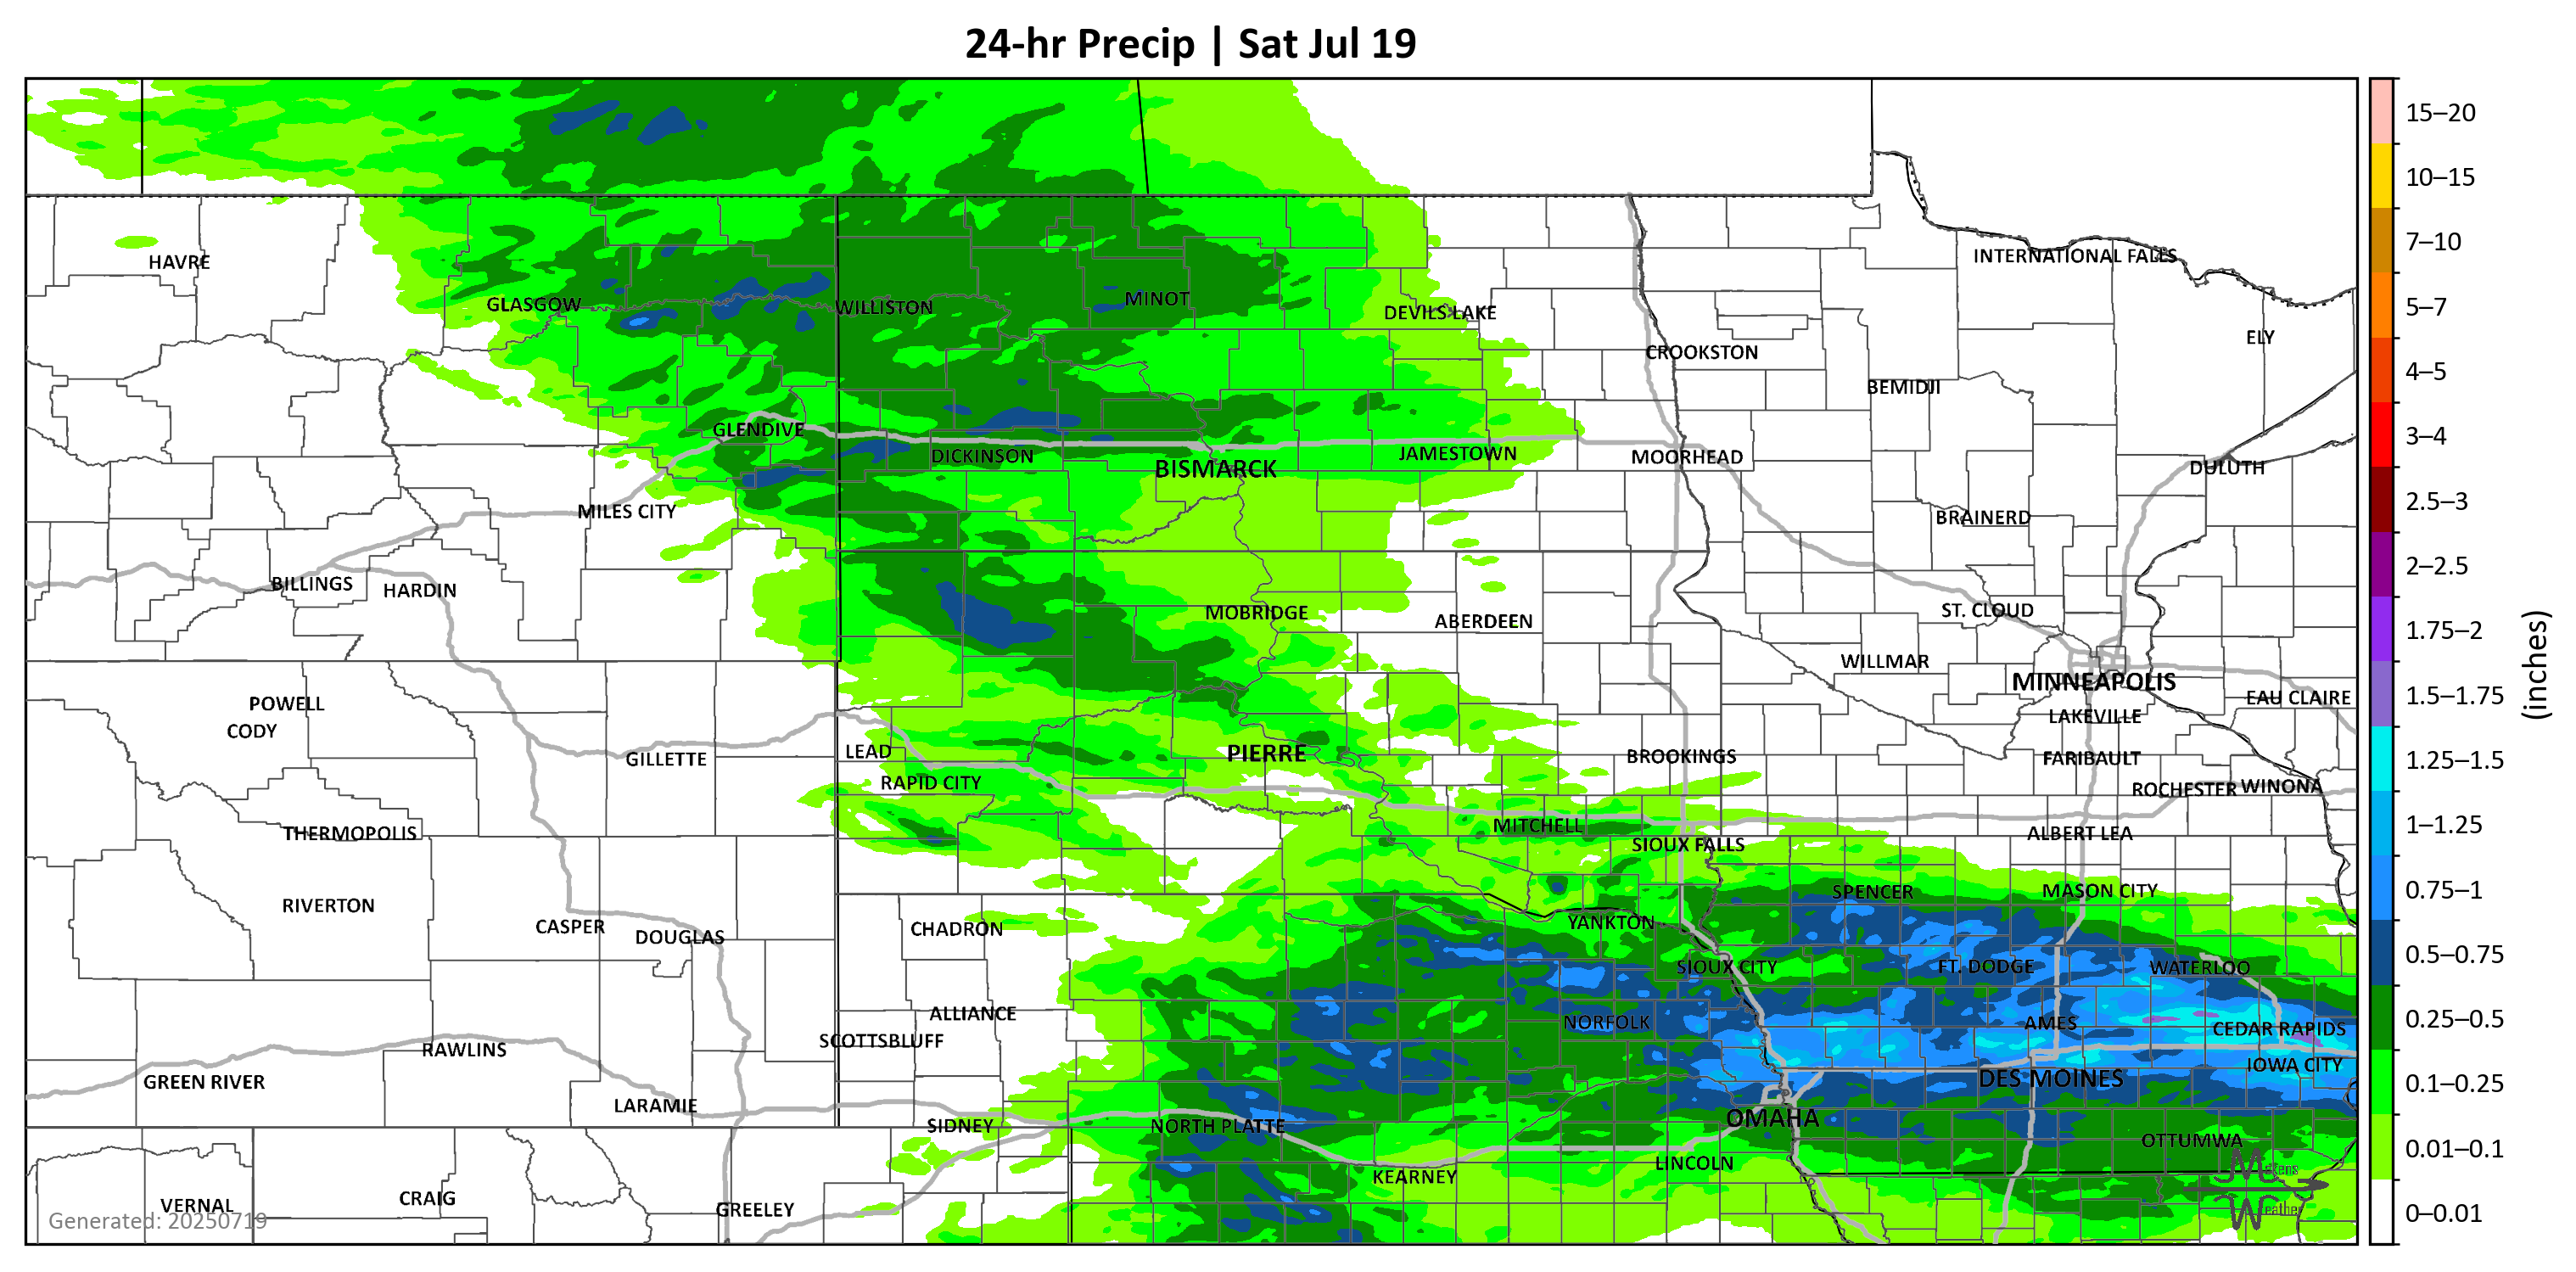 24-hr Precip | Sat Jul 19
15–20
10–15
7–10
5–7
4–5
3–4
2.5–3
2–2.5
1.75–2
1.5–1.75
1.25–1.5
1–1.25
0.75–1
0.5–0.75
0.25–0.5
0.1–0.25
0.01–0.1
0–0.01
(inches)
HAVRE
INTERNATIONAL FALLS
GLASGOW
WILLISTON
MINOT
DEVILS LAKE
ELY
CROOKSTON
BEMIDJI
GLENDIVE
DICKINSON
BISMARCK
JAMESTOWN
MOORHEAD
DULUTH
MILES CITY
BRAINERD
BILLINGS
HARDIN
MOBRIDGE
ABERDEEN
ST. CLOUD
WILLMAR
MINNEAPOLIS
POWELL
EAU CLAIRE
CODY
LAKEVILLE
GILLETTE
LEAD
PIERRE
BROOKINGS
FARIBAULT
RAPID CITY
ROCHESTER
WINONA
THERMOPOLIS
MITCHELL
ALBERT LEA
SIOUX FALLS
SPENCER
MASON CITY
RIVERTON
CASPER
DOUGLAS
CHADRON
YANKTON
SIOUX CITY
FT. DODGE
WATERLOO
ALLIANCE
NORFOLK
AMES
CEDAR RAPIDS
SCOTTSBLUFF
RAWLINS
IOWA CITY
GREEN RIVER
DES MOINES
LARAMIE
SIDNEY
NORTH PLATTE
OMAHA
OTTUMWA
LINCOLN
KEARNEY
VERNAL
CRAIG
GREELEY
Generated: 20250719
Weather